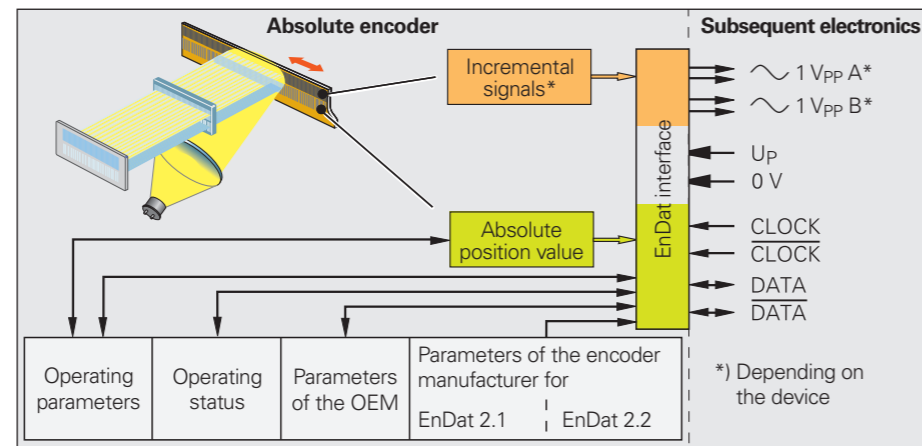 Absolute encoder
Subsequent electronics
Incremental
signals*
1 VPP A*
1 VPP B*
EnDat interface
UP
0 V
Absolute
position value
CLOCK
CLOCK
DATA
DATA
Operating
parameters
Operating
status
Parameters
of the OEM
Parameters of the encoder
manufacturer for
EnDat 2.1
EnDat 2.2
*) Depending on
the device